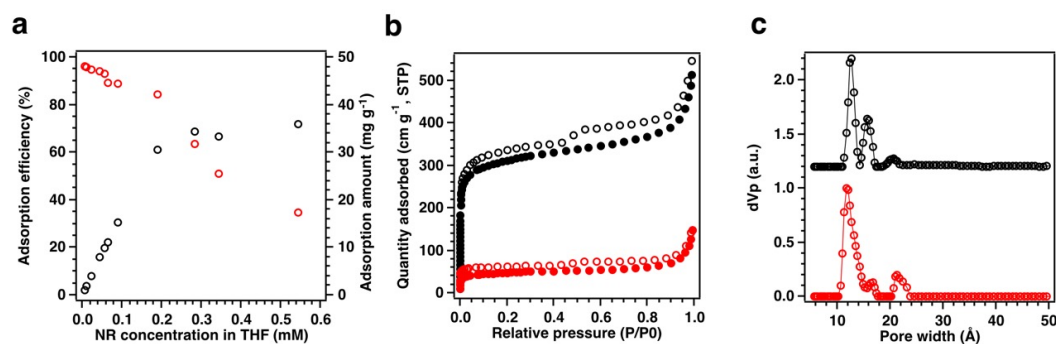 a
Adsorption efficiency (%)
100
80
60
40
20
0
0.0 0.1 0.2 0.3 0.4 0.5 0.6
NR concentration in THF (mM)
50
40
30
20
10
0
Adsorption amount (mg g⁻¹)
b
Quantity adsorbed (cm g⁻¹, STP)
500
400
300
200
100
0
0.0 0.2 0.4 0.6 0.8 1.0
Relative pressure (P/P0)
c
dVp (a.u.)
2.0
1.5
1.0
0.0
10 20 30 40 50
Pore width (Å)